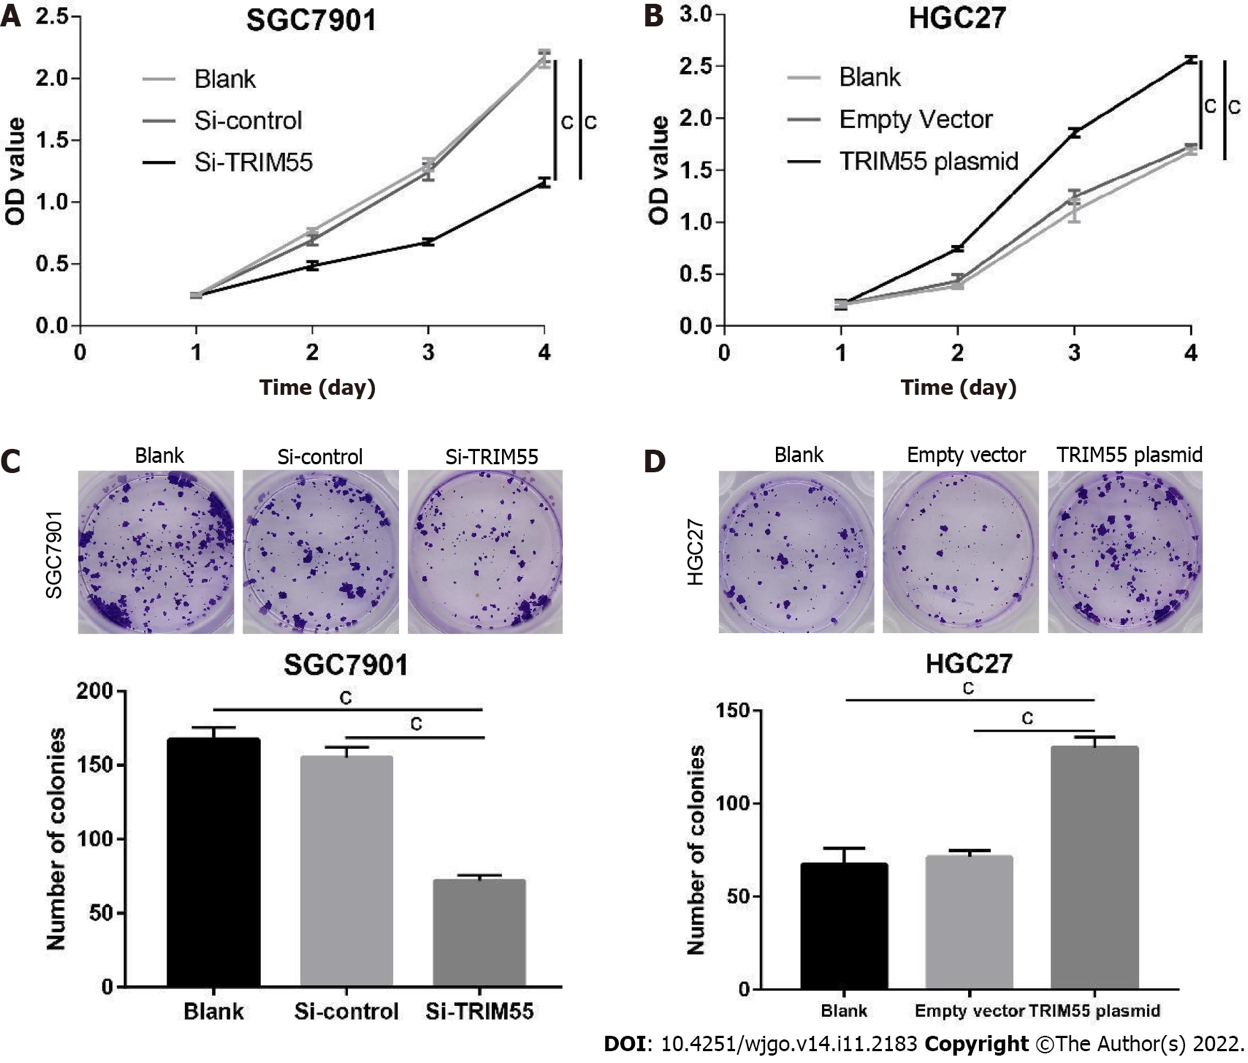 A
SGC7901
2.5
2.0
1.5
1.0
0.5
0.0
OD value
Blank
Si-control
Si-TRIM55
C C
0 1 2 3 4
Time (day)
B
HGC27
3.0
2.5
2.0
1.5
1.0
0.5
0.0
OD value
Blank
Empty Vector
TRIM55 plasmid
C C
0 1 2 3 4
Time (day)
C
Blank Si-control Si-TRIM55
SGC7901
SGC7901
200
150
100
50
0
Number of colonies
C
C
Blank Si-control Si-TRIM55
D
Blank Empty vector TRIM55 plasmid
HGC27
HGC27
150
100
50
0
Number of colonies
C
C
Blank Empty vector TRIM55 plasmid
DOI: 10.4251/wjgo.v14.i11.2183 Copyright ©The Author(s) 2022.